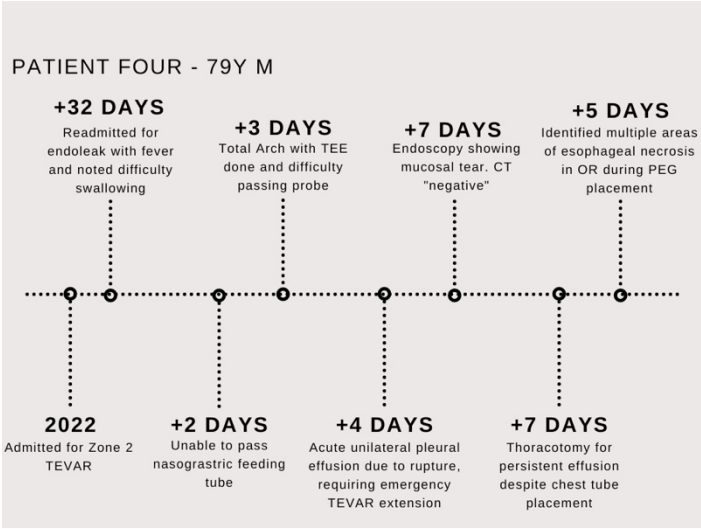 PATIENT FOUR - 79Y M
+32 DAYS
Readmitted for
endoleak with fever
and noted difficulty
swallowing
+3 DAYS
Total Arch with TEE
done and difficulty
passing probe
+7 DAYS
Endoscopy showing
mucosal tear. CT
"negative"
+5 DAYS
Identified multiple areas
of esophageal necrosis
in OR during PEG
placement
2022
Admitted for Zone 2
TEVAR
+2 DAYS
Unable to pass
nasograstric feeding
tube
+4 DAYS
Acute unilateral pleural
effusion due to rupture,
requiring emergency
TEVAR extension
+7 DAYS
Thoracotomy for
persistent effusion
despite chest tube
placement